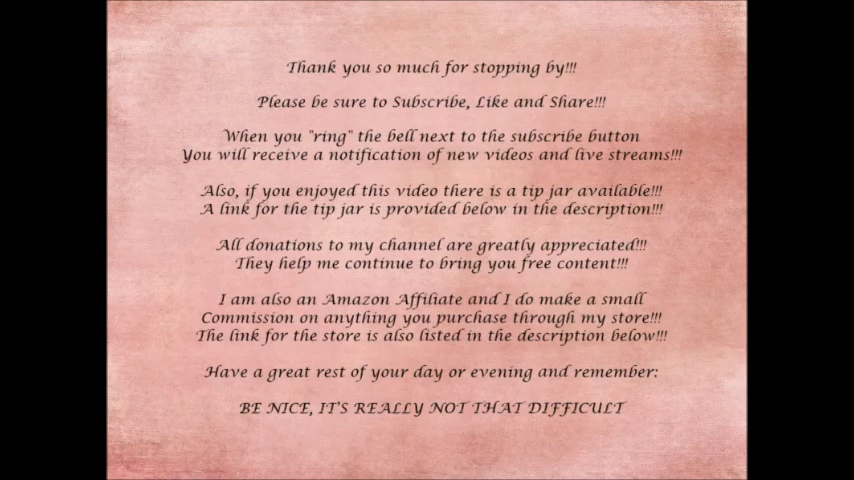 Thank you so much for stopping by!!!
Please be sure to Subscribe, Like and Share!!!
When you "ring" the bell next to the subscribe button
You will receive a notification of new videos and live streams!!!
Also, if you enjoyed this video there is a tip jar available!!!
A link for the tip jar is provided below in the description!!!
All donations to my channel are greatly appreciated!!!
They help me continue to bring you free content!!!
I am also an Amazon Affiliate and I do make a small
Commission on anything you purchase through my store!!!
The link for the store is also listed in the description below!!!
Have a great rest of your day or evening and remember:
BE NICE, IT'S REALLY NOT THAT DIFFICULT